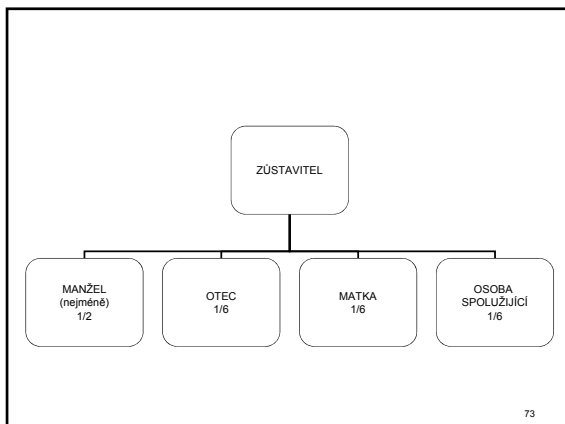 ZŮSTAVITEL
MANŽEL
(nejméně)
1/2
OTEC
1/6
MATKA
1/6
OSOBA
SPOLUŽIJÍCÍ
1/6
73